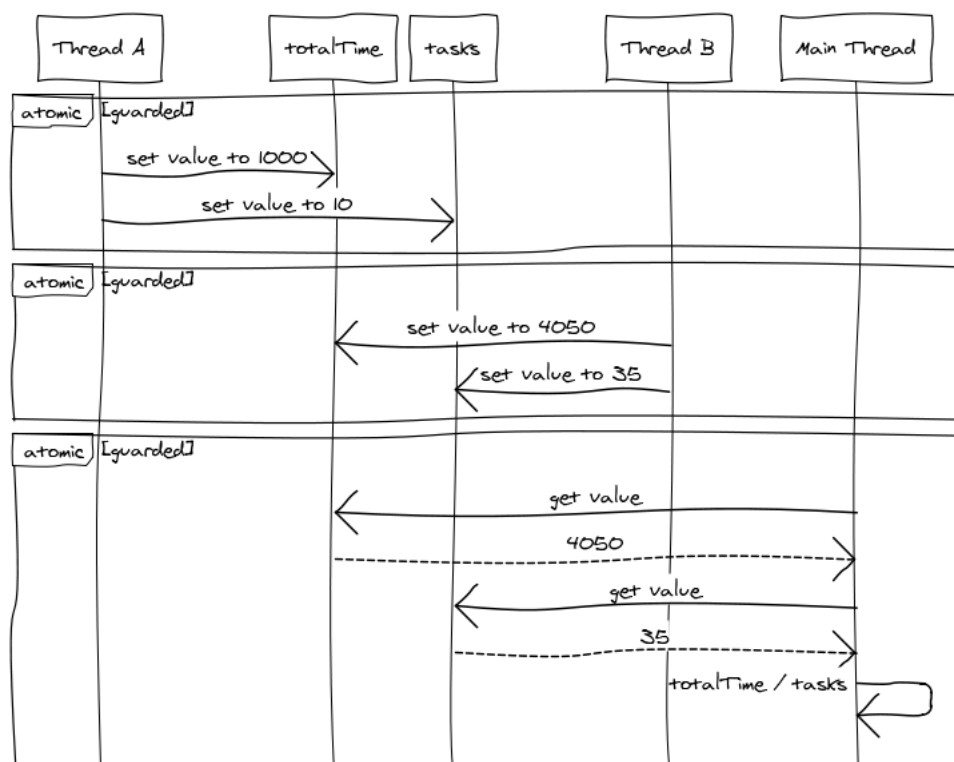 Thread A
totalTime
tasks
Thread B
Main Thread
atomic [guarded]
set value to 1000
set value to 10
atomic [guarded]
set value to 4050
set value to 35
atomic [guarded]
get value
4050
get value
35
totalTime / tasks